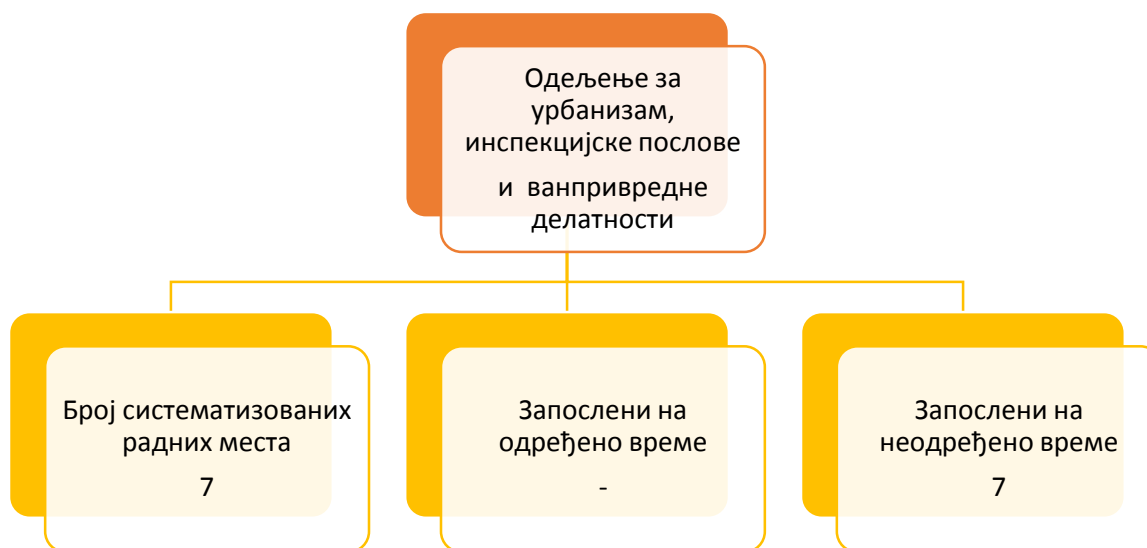 Одељење за
урбанизам,
инспекцијске послове
и ванпривредне
делатности
Број систематизованих
радних места
7
Запослени на
одређено време
-
Запослени на
неодређено време
7